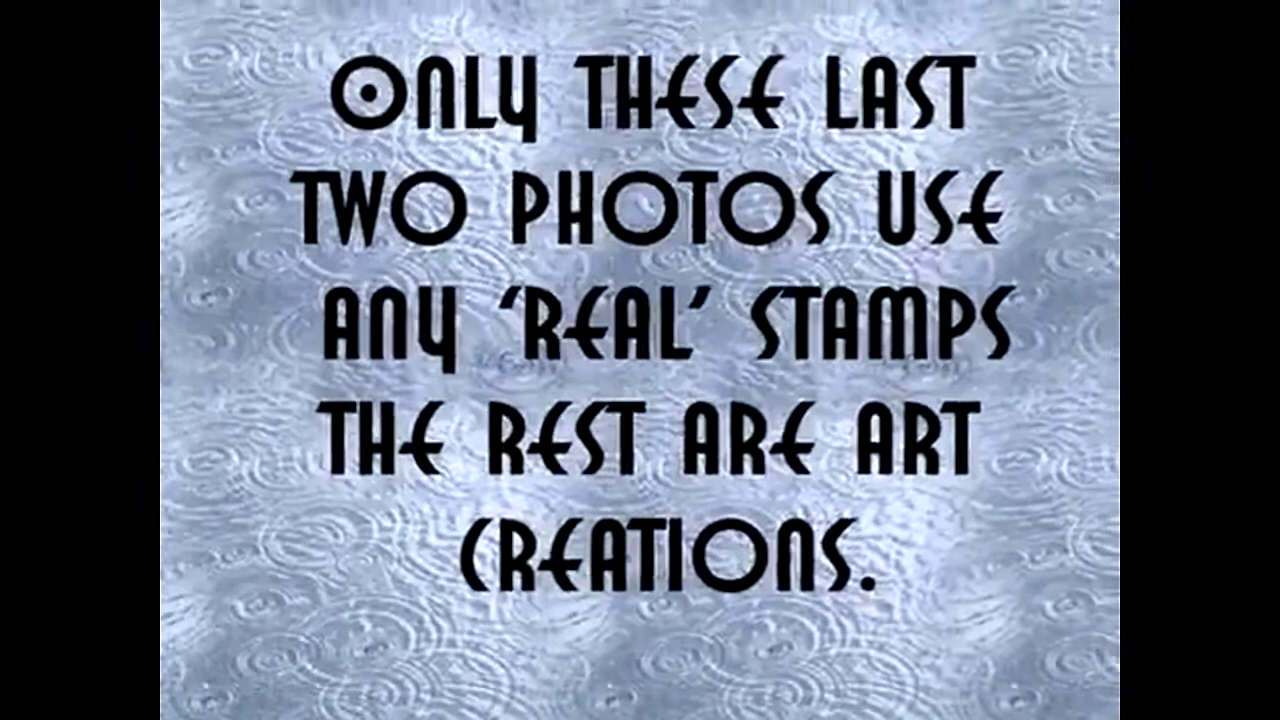 ONLY THESE LAST
TWO PHOTOS USE
ANY ‘REAL’ STAMPS
THE REST ARE ART
CREATIONS.